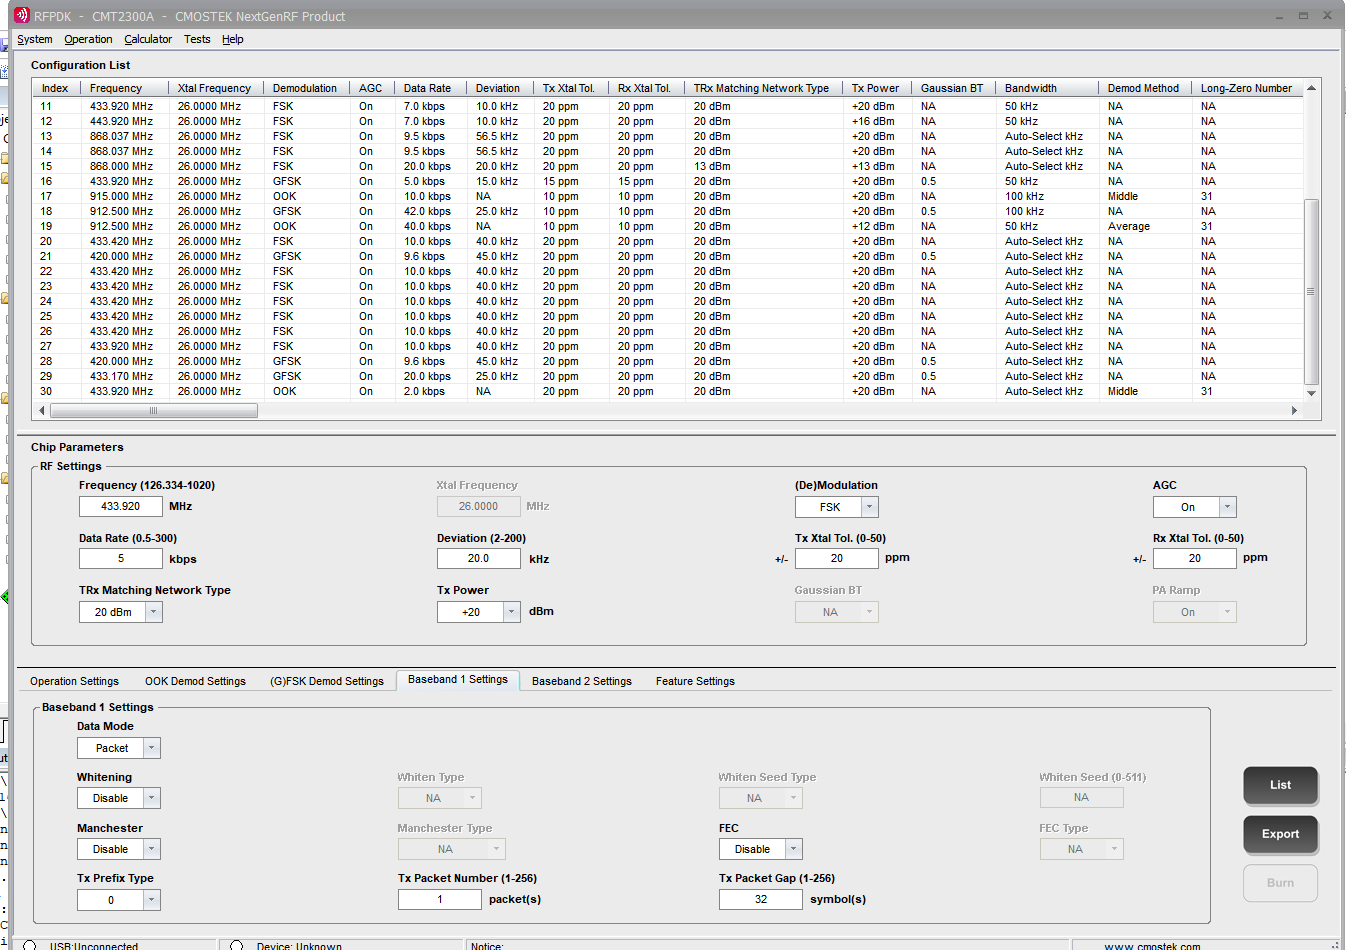 RFPDK - CMT2300A - CMOSTEK NextGenRF Product
System Operation Calculator Tests Help
Configuration List
Index Frequency Xtal Frequency Demodulation AGC Data Rate Deviation Tx Xtal Tol. Rx Xtal Tol. TRx Matching Network Type Tx Power Gaussian BT Bandwidth Demod Method Long-Zero Number
11 433.920 MHz 26.0000 MHz FSK On 7.0 kbps 10.0 kHz 20 ppm 20 ppm 20 dBm +20 dBm NA 50 kHz NA NA
12 443.920 MHz 26.0000 MHz FSK On 7.0 kbps 10.0 kHz 20 ppm 20 ppm 20 dBm +16 dBm NA 50 kHz NA NA
13 868.037 MHz 26.0000 MHz FSK On 9.5 kbps 56.5 kHz 20 ppm 20 ppm 20 dBm +20 dBm NA Auto-Select kHz NA NA
14 868.037 MHz 26.0000 MHz FSK On 9.5 kbps 56.5 kHz 20 ppm 20 ppm 20 dBm +20 dBm NA Auto-Select kHz NA NA
15 868.000 MHz 26.0000 MHz FSK On 20.0 kbps 20.0 kHz 20 ppm 20 ppm 13 dBm +13 dBm NA Auto-Select kHz NA NA
16 433.920 MHz 26.0000 MHz GFSK On 5.0 kbps 15.0 kHz 15 ppm 15 ppm 20 dBm +20 dBm 0.5 50 kHz NA NA
17 915.000 MHz 26.0000 MHz OOK On 10.0 kbps NA 10 ppm 10 ppm 20 dBm +20 dBm NA 100 kHz Middle 31
18 912.500 MHz 26.0000 MHz GFSK On 42.0 kbps 25.0 kHz 10 ppm 10 ppm 20 dBm +20 dBm 0.5 100 kHz NA NA
19 912.500 MHz 26.0000 MHz OOK On 40.0 kbps NA 10 ppm 10 ppm 20 dBm +12 dBm NA 50 kHz Average 31
20 433.420 MHz 26.0000 MHz FSK On 10.0 kbps 40.0 kHz 20 ppm 20 ppm 20 dBm +20 dBm NA Auto-Select kHz NA NA
21 420.000 MHz 26.0000 MHz GFSK On 9.6 kbps 45.0 kHz 20 ppm 20 ppm 20 dBm +20 dBm 0.5 Auto-Select kHz NA NA
22 433.420 MHz 26.0000 MHz FSK On 10.0 kbps 40.0 kHz 20 ppm 20 ppm 20 dBm +20 dBm NA Auto-Select kHz NA NA
23 433.420 MHz 26.0000 MHz FSK On 10.0 kbps 40.0 kHz 20 ppm 20 ppm 20 dBm +20 dBm NA Auto-Select kHz NA NA
24 433.420 MHz 26.0000 MHz FSK On 10.0 kbps 40.0 kHz 20 ppm 20 ppm 20 dBm +20 dBm NA Auto-Select kHz NA NA
25 433.420 MHz 26.0000 MHz FSK On 10.0 kbps 40.0 kHz 20 ppm 20 ppm 20 dBm +20 dBm NA Auto-Select kHz NA NA
26 433.420 MHz 26.0000 MHz FSK On 10.0 kbps 40.0 kHz 20 ppm 20 ppm 20 dBm +20 dBm NA Auto-Select kHz NA NA
27 433.420 MHz 26.0000 MHz FSK On 10.0 kbps 40.0 kHz 20 ppm 20 ppm 20 dBm +20 dBm NA Auto-Select kHz NA NA
28 420.000 MHz 26.0000 MHz GFSK On 9.6 kbps 45.0 kHz 20 ppm 20 ppm 20 dBm +20 dBm 0.5 Auto-Select kHz NA NA
29 433.170 MHz 26.0000 MHz GFSK On 20.0 kbps 25.0 kHz 20 ppm 20 ppm 20 dBm +20 dBm 0.5 Auto-Select kHz NA NA
30 433.920 MHz 26.0000 MHz OOK On 2.0 kbps NA 20 ppm 20 ppm 20 dBm +20 dBm NA Auto-Select kHz Middle 31
Chip Parameters
RF Settings
Frequency (126.334-1020) Xtal Frequency (De)Modulation AGC
433.920 MHz 26.0000 MHz FSK On
Data Rate (0.5-300) Deviation (2-200) Tx Xtal Tol. (0-50) Rx Xtal Tol. (0-50)
5 kbps 20.0 kHz +/- 20 ppm +/- 20 ppm
TRx Matching Network Type Tx Power Gaussian BT PA Ramp
20 dBm +20 dBm NA On
Operation Settings OOK Demod Settings (G)FSK Demod Settings Baseband 1 Settings Baseband 2 Settings Feature Settings
Baseband 1 Settings
Data Mode
Packet
Whitening Whiten Type Whiten Seed Type Whiten Seed (0-511)
Disable NA NA NA
List
Manchester Manchester Type FEC FEC Type
Disable NA Disable NA
Export
Tx Prefix Type Tx Packet Number (1-256) Tx Packet Gap (1-256)
0 1 packet(s) 32 symbol(s)
Burn
USB:Unconnected Device: Unknown Notice: www.cmostek.com